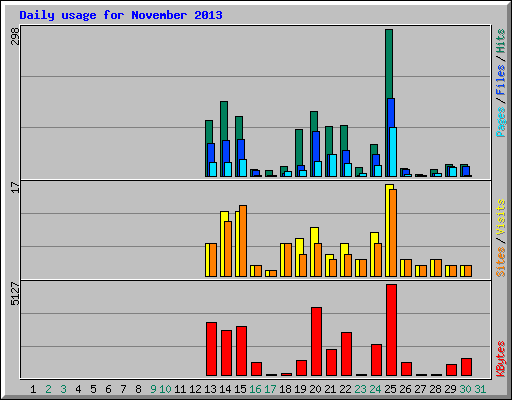 Daily usage for November 2013
298
Pages / Files / Hits
17
Sites / Visits
5127
KBytes
1 2 3 4 5 6 7 8 9 10 11 12 13 14 15 16 17 18 19 20 21 22 23 24 25 26 27 28 29 30 31